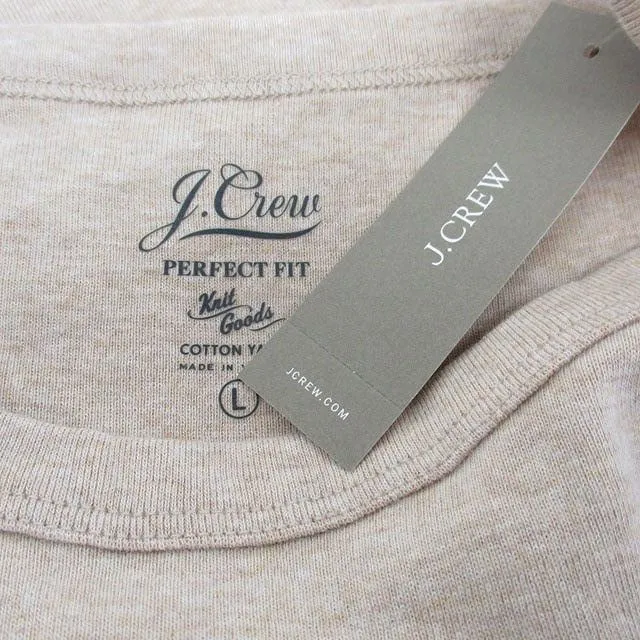 J.Crew
PERFECT FIT
Knit
Goods
COTTON
MADE IN
L
J.CREW
JCREW.COM